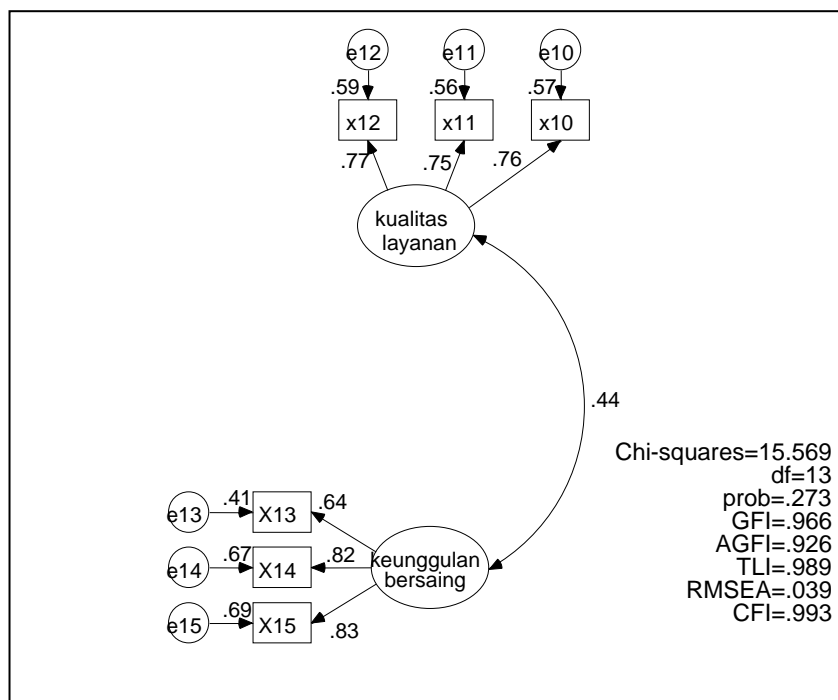 e12
e11
e10
.59
.56
.57
x12
x11
x10
.77
.75
.76
kualitas
layanan
.44
Chi-squares=15.569
df=13
prob=.273
GFI=.966
AGFI=.926
TLI=.989
RMSEA=.039
CFI=.993
e13
.41
X13
.64
e14
.67
X14
.82
keunggulan
bersaing
e15
.69
X15
.83